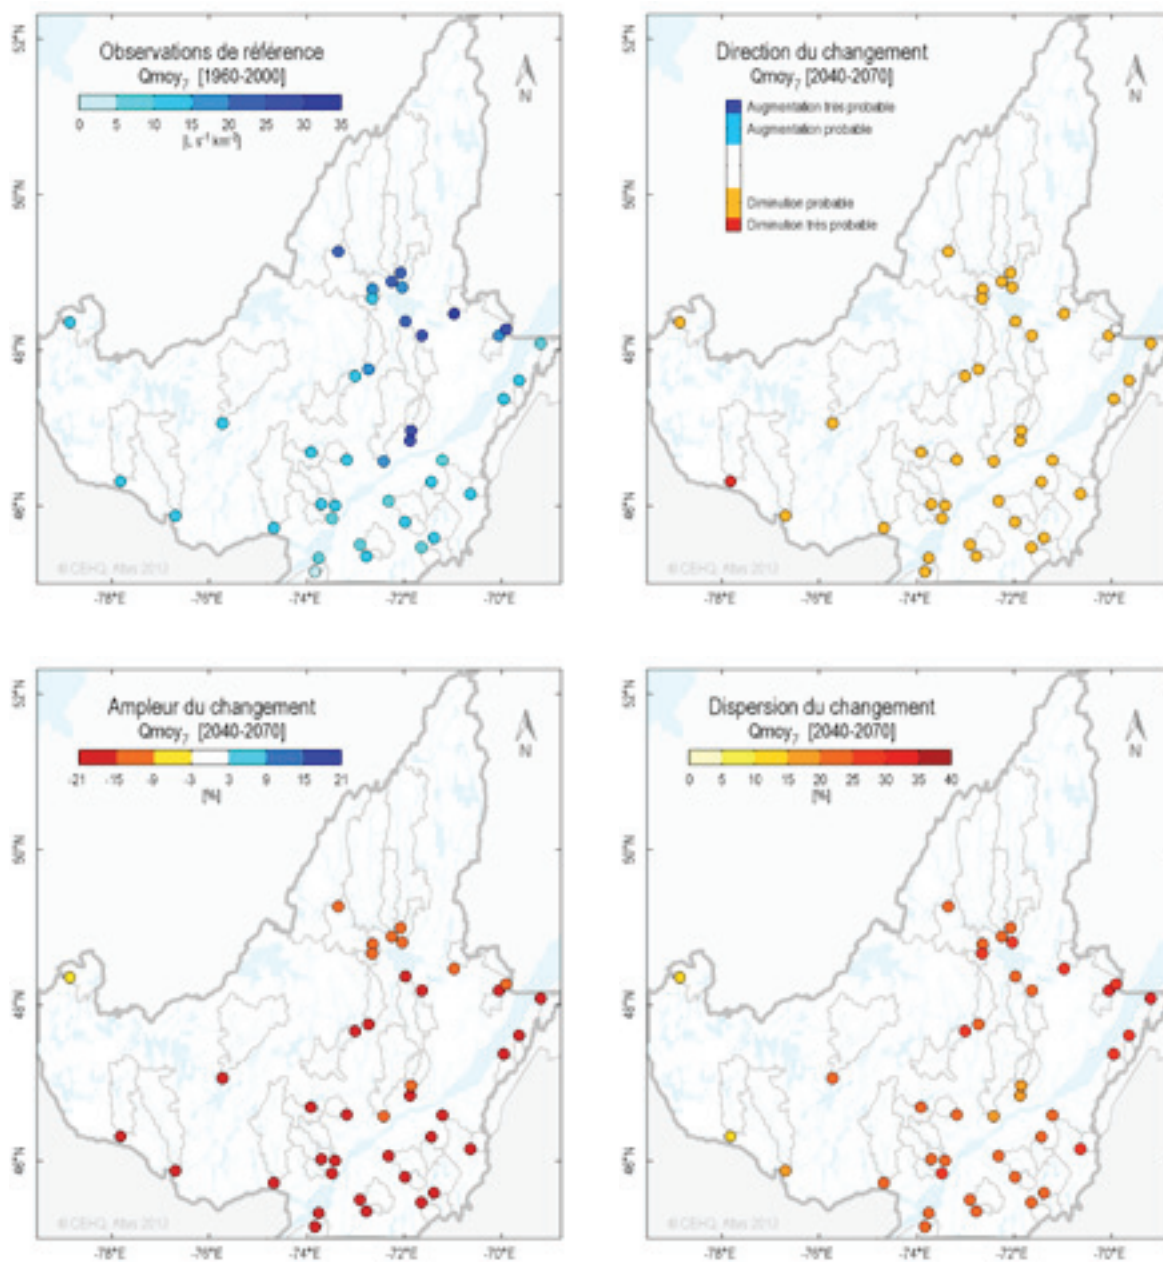 Observations de référence
Qmoy7 [1960-2000]
0 5 10 15 20 25 30 35
[L s-1 km-2]
N
52°N
50°N
48°N
46°N
-78°E -76°E -74°E -72°E -70°E
© CEHQ, Atlas 2013
Direction du changement
Qmoy7 [2040-2070]
Augmentation très probable
Augmentation probable
Diminution probable
Diminution très probable
N
52°N
50°N
48°N
46°N
-78°E -76°E -74°E -72°E -70°E
© CEHQ, Atlas 2013
Ampleur du changement
Qmoy7 [2040-2070]
-21 -15 -9 -3 3 9 15 21
[%]
N
52°N
50°N
48°N
46°N
-78°E -76°E -74°E -72°E -70°E
© CEHQ, Atlas 2013
Dispersion du changement
Qmoy7 [2040-2070]
0 5 10 15 20 25 30 35 40
[%]
N
52°N
50°N
48°N
46°N
-78°E -76°E -74°E -72°E -70°E
© CEHQ, Atlas 2013